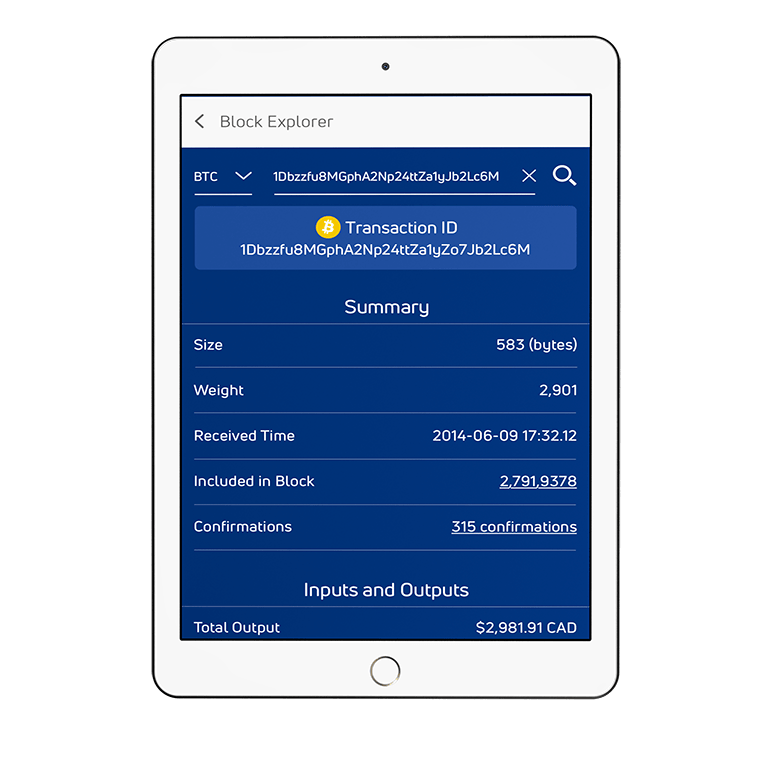 Block Explorer
BTC 1Dbzzfu8MGphA2Np24ttZa1yJb2Lc6M
Transaction ID
1Dbzzfu8MGphA2Np24ttZa1yZo7Jb2Lc6M
Summary
Size 583 (bytes)
Weight 2,901
Received Time 2014-06-09 17:32.12
Included in Block 2,791,9378
Confirmations 315 confirmations
Inputs and Outputs
Total Output $2,981.91 CAD